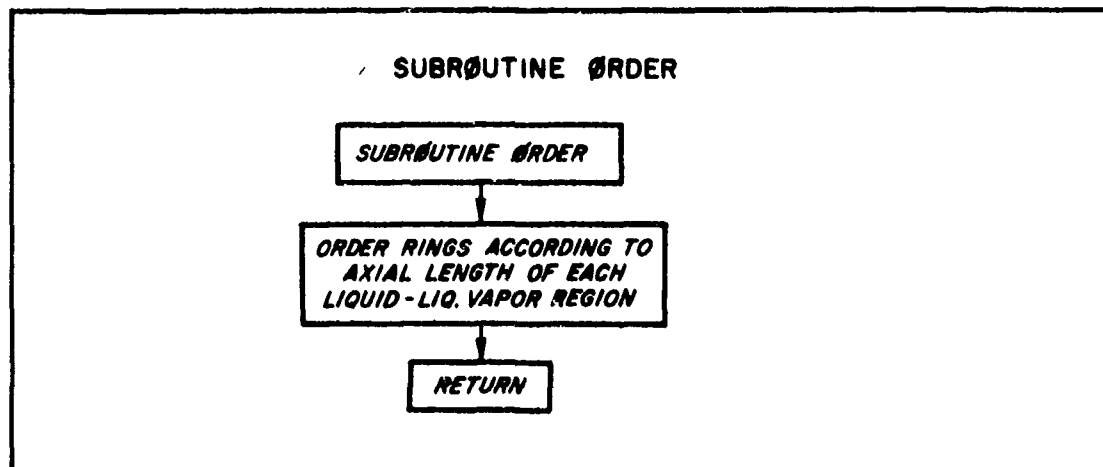 SUBRØUTINE ØRDER
SUBRØUTINE ØRDER
ORDER RINGS ACCORDING TO
AXIAL LENGTH OF EACH
LIQUID-LIQ. VAPOR REGION
RETURN